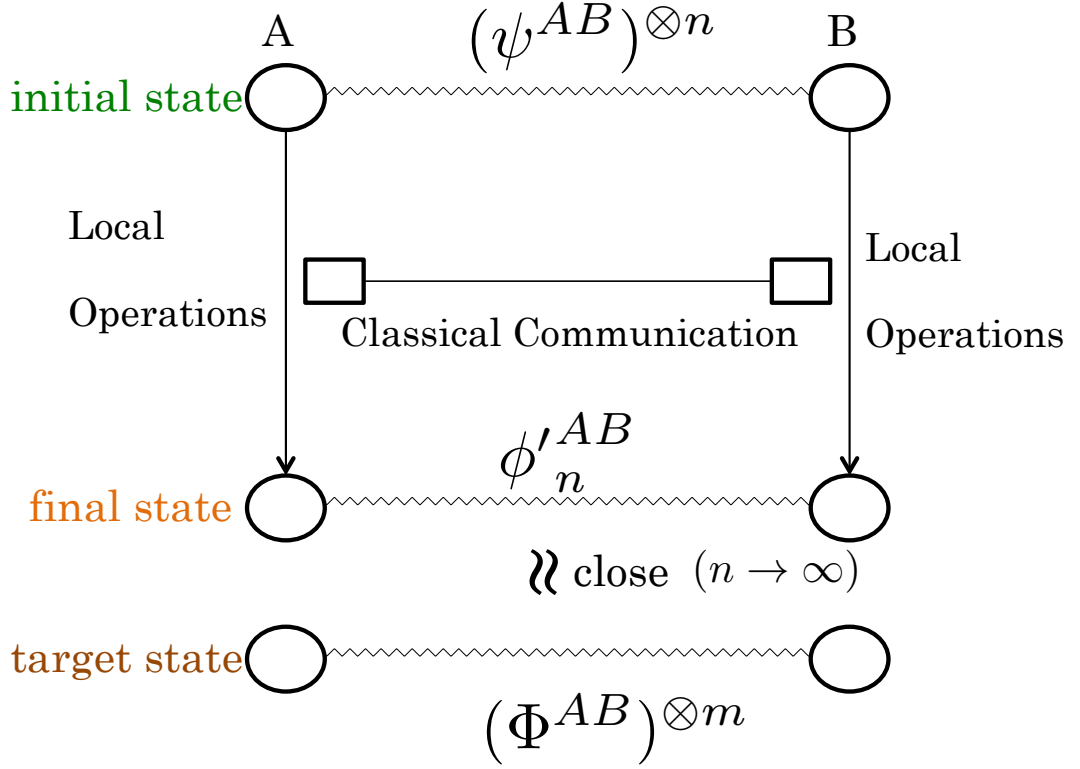 A (ψ^{AB})^{⊗n} B
initial state
Local
Operations
Local
Operations
Classical Communication
ϕ'_n^{AB}
final state
≈ close (n → ∞)
target state
(Φ^{AB})^{⊗m}